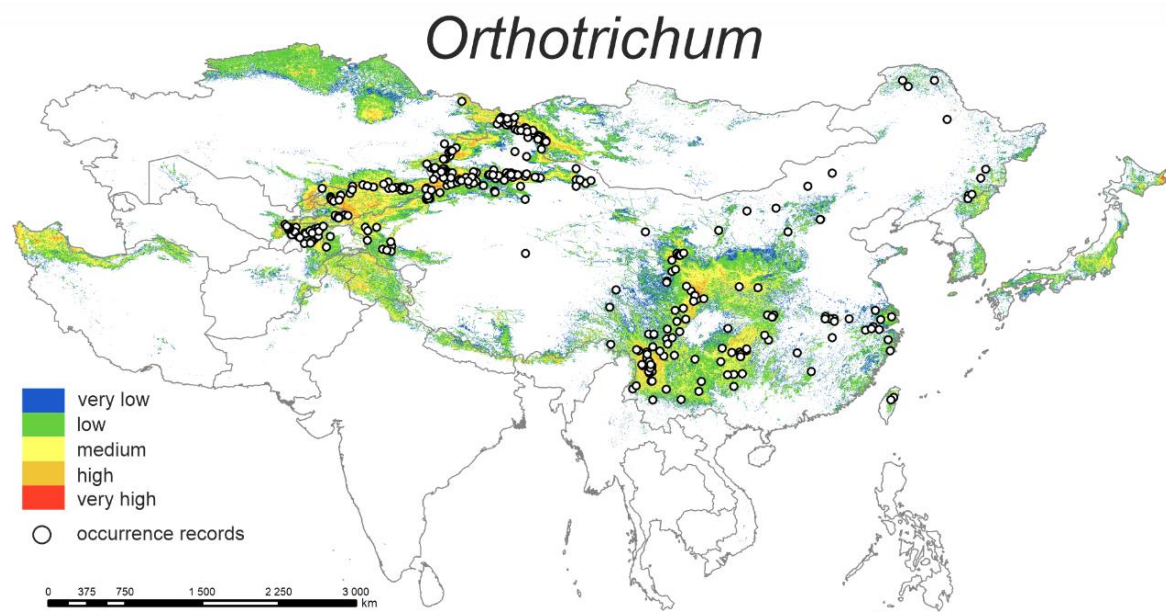 Orthotrichum
very low
low
medium
high
very high
occurrence records
0 375 750 1 500 2 250 3 000
km